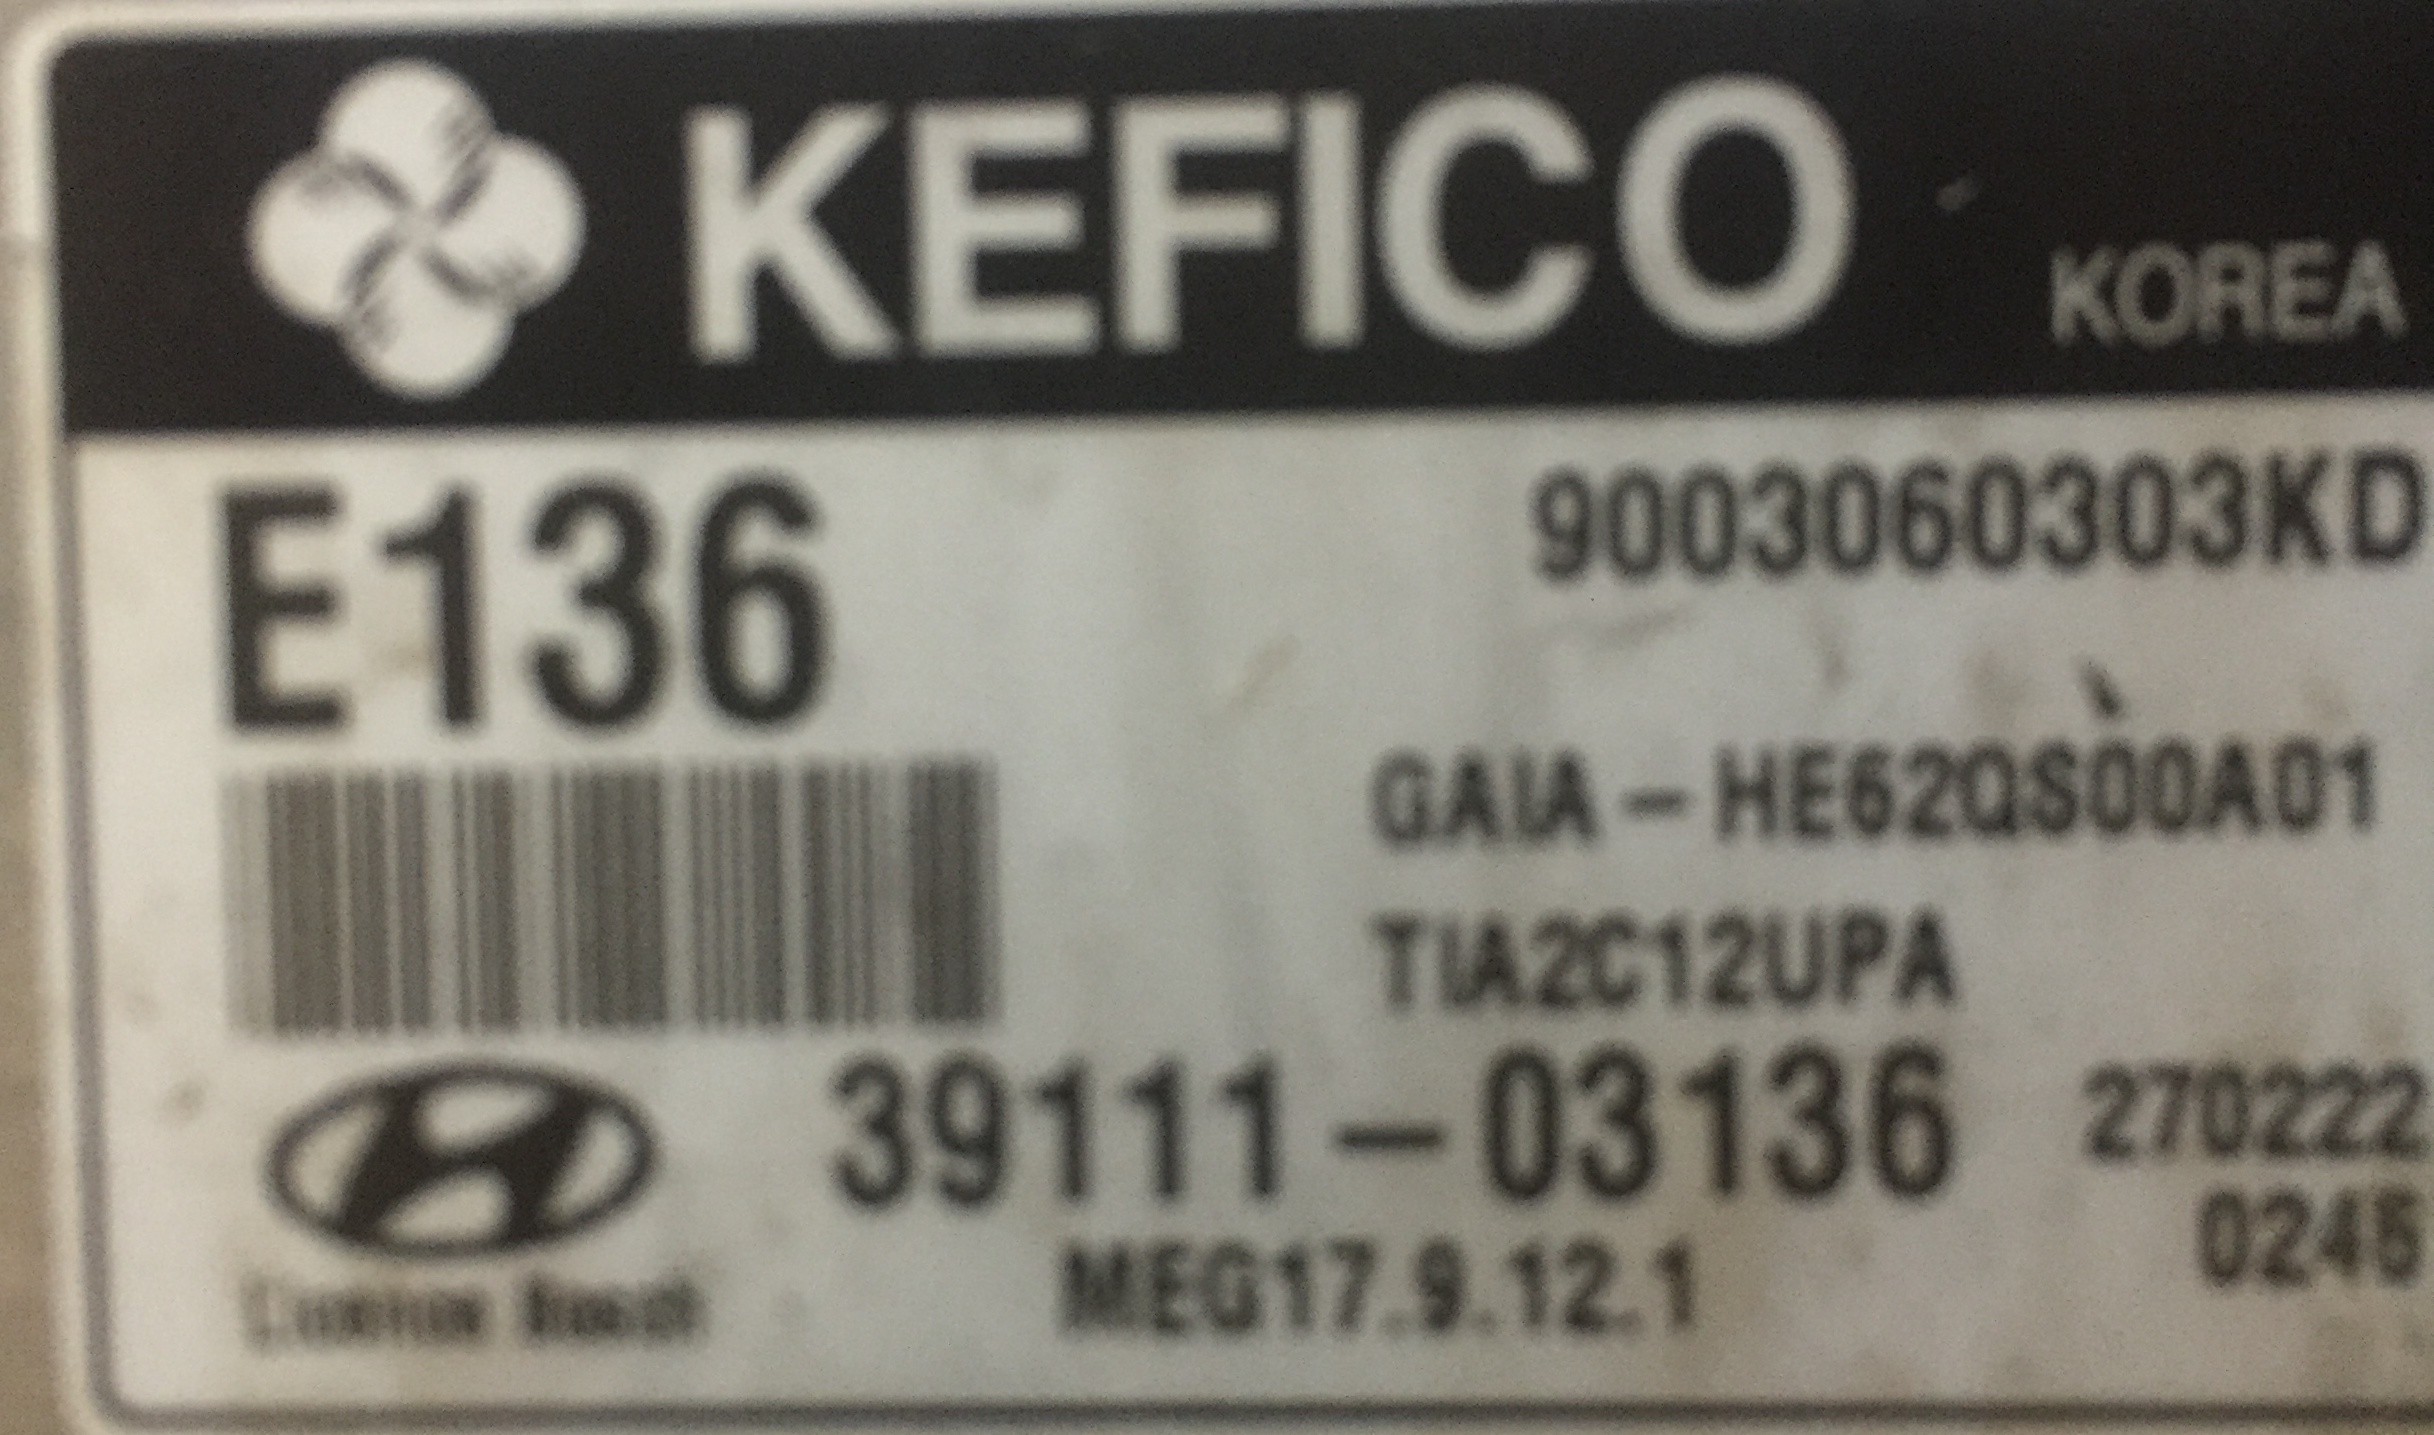 KEFICO KOREA
E136 9003060303KD
GAIA-HE62QS00A01
TIA2C12UPA
39111-03136 270222
0245
MEG17.9.12.1